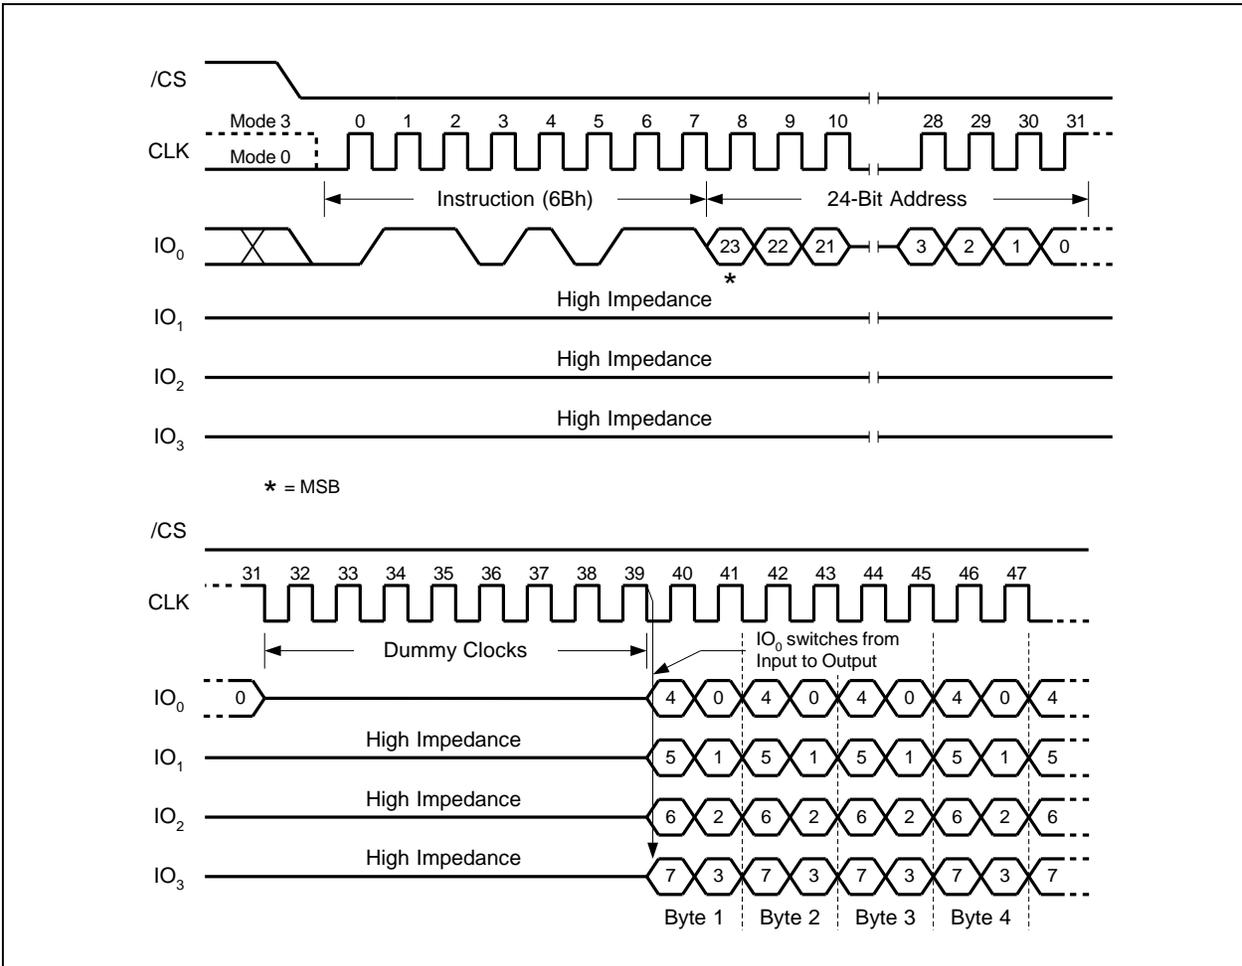 /CS
Mode 3 0 1 2 3 4 5 6 7 8 9 10 28 29 30 31
CLK
Mode 0
Instruction (6Bh) 24-Bit Address
IO0 23 22 21 3 2 1 0
*
High Impedance
IO1
High Impedance
IO2
High Impedance
IO3
* = MSB
/CS
31 32 33 34 35 36 37 38 39 40 41 42 43 44 45 46 47
CLK
Dummy Clocks
IO0 switches from
Input to Output
IO0 0 4 0 4 0 4 0 4 0 4
High Impedance
IO1 5 1 5 1 5 1 5 1 5
High Impedance
IO2 6 2 6 2 6 2 6 2 6
High Impedance
IO3 7 3 7 3 7 3 7 3 7
Byte 1 Byte 2 Byte 3 Byte 4